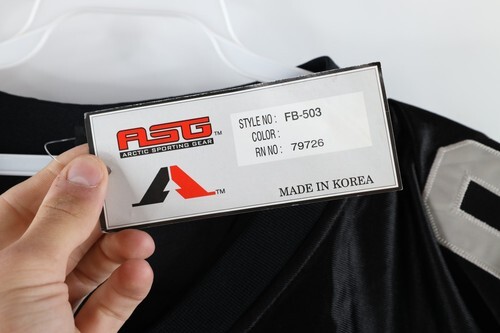 ASG TM
ARCTIC SPORTING GEAR
TM
STYLE NO: FB-503
COLOR:
RN NO: 79726
MADE IN KOREA